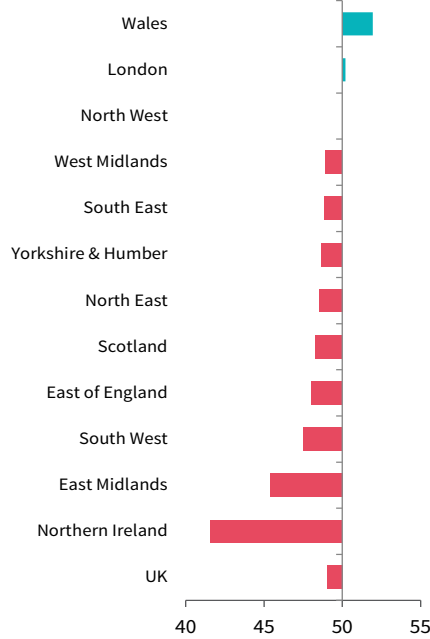 Wales
London
North West
West Midlands
South East
Yorkshire & Humber
North East
Scotland
East of England
South West
East Midlands
Northern Ireland
UK
40 45 50 55